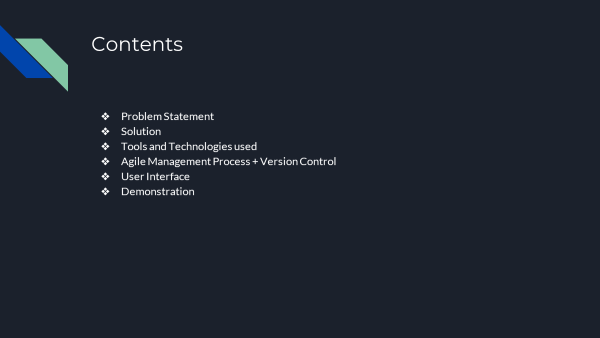 Contents
❖ Problem Statement
❖ Solution
❖ Tools and Technologies used
❖ Agile Management Process + Version Control
❖ User Interface
❖ Demonstration